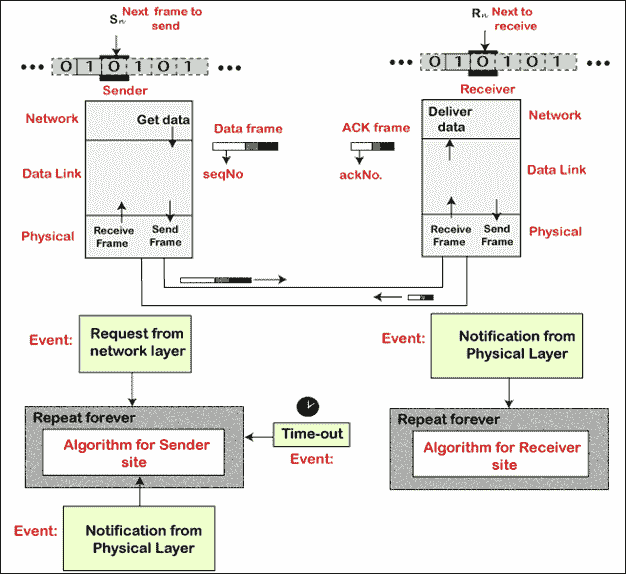 Sn Next frame to
send
Rn Next to
receive
••• 0 1 0 1 0 1 •••
••• 0 1 0 1 0 1 •••
Sender
Receiver
Network
Get data
Data frame
seqNo
ACK frame
ackNo.
Deliver
data
Network
Data Link
Data Link
Physical
Receive
Frame
Send
Frame
Receive
Frame
Send
Frame
Physical
Event:
Request from
network layer
Event:
Notification from
Physical Layer
Repeat forever
Algorithm for Sender
site
Time-out
Event:
Repeat forever
Algorithm for Receiver
site
Event:
Notification from
Physical Layer